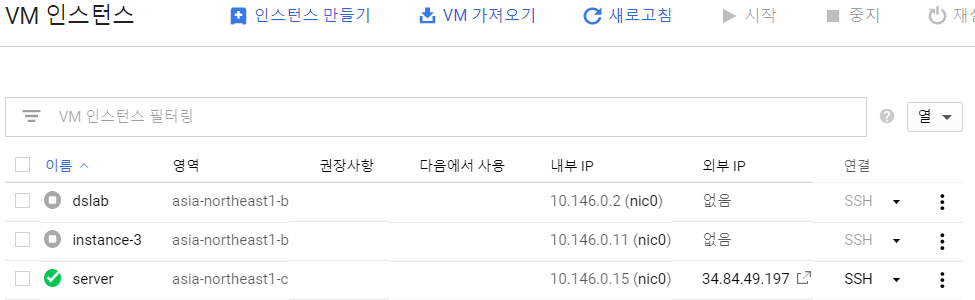 VM 인스턴스 인스턴스 만들기 VM 가져오기 새로고침 시작 중지
VM 인스턴스 필터링 ? 열
이름 영역 권장사항 다음에서 사용 내부 IP 외부 IP 연결
dslab asia-northeast1-b 10.146.0.2 (nic0) 없음 SSH
instance-3 asia-northeast1-b 10.146.0.11 (nic0) 없음 SSH
server asia-northeast1-c 10.146.0.15 (nic0) 34.84.49.197 SSH